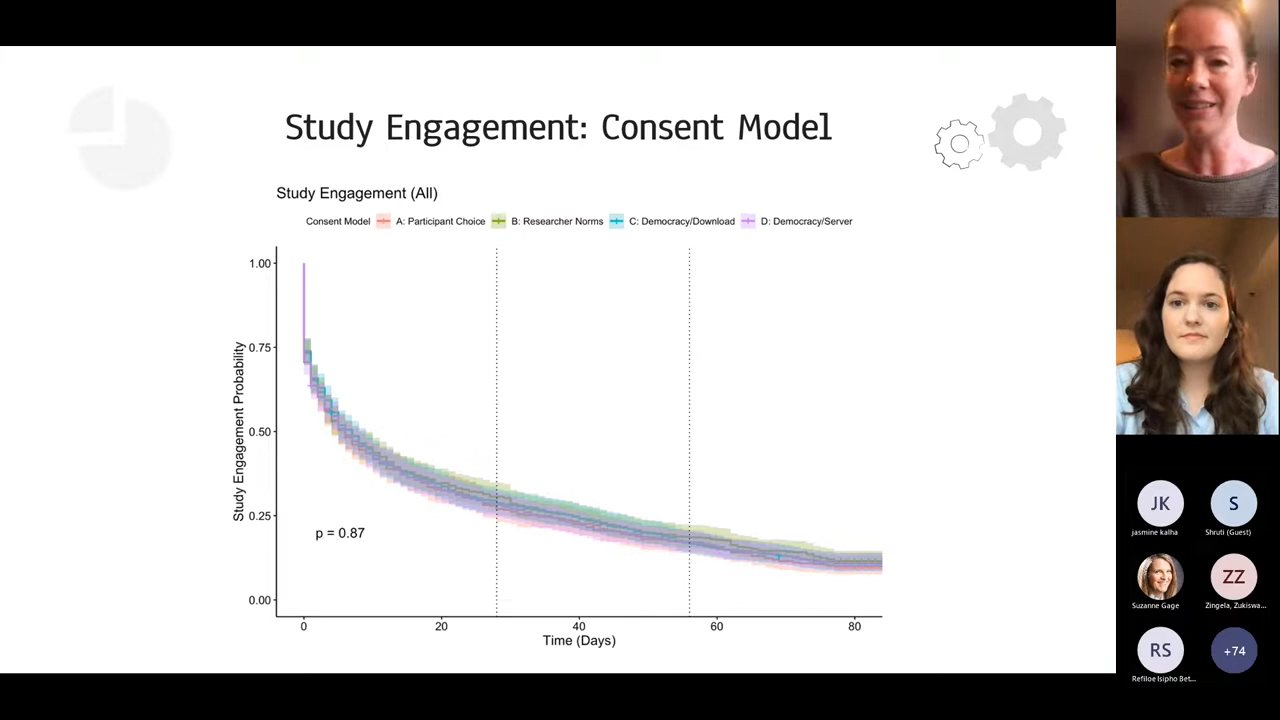 Study Engagement: Consent Model
Study Engagement (All)
Consent Model A: Participant Choice B: Researcher Norms C: Democracy/Download D: Democracy/Server
1.00
0.75
0.50
0.25
0.00
Study Engagement Probability
p = 0.87
0 20 40 60 80
Time (Days)
JK
jasmine kalha
S
Shruti (Guest)
Suzanne Gage
ZZ
Zingela, Zukiswa...
RS
Refiloe Isipho Bet...
+74